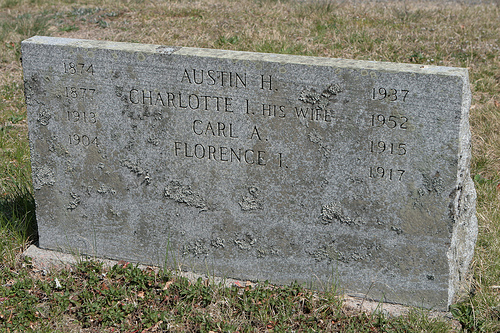 1874 AUSTIN H. 1937
1877 CHARLOTTE I. HIS WIFE 1952
1913 CARL A. 1915
1904 FLORENCE I. 1917